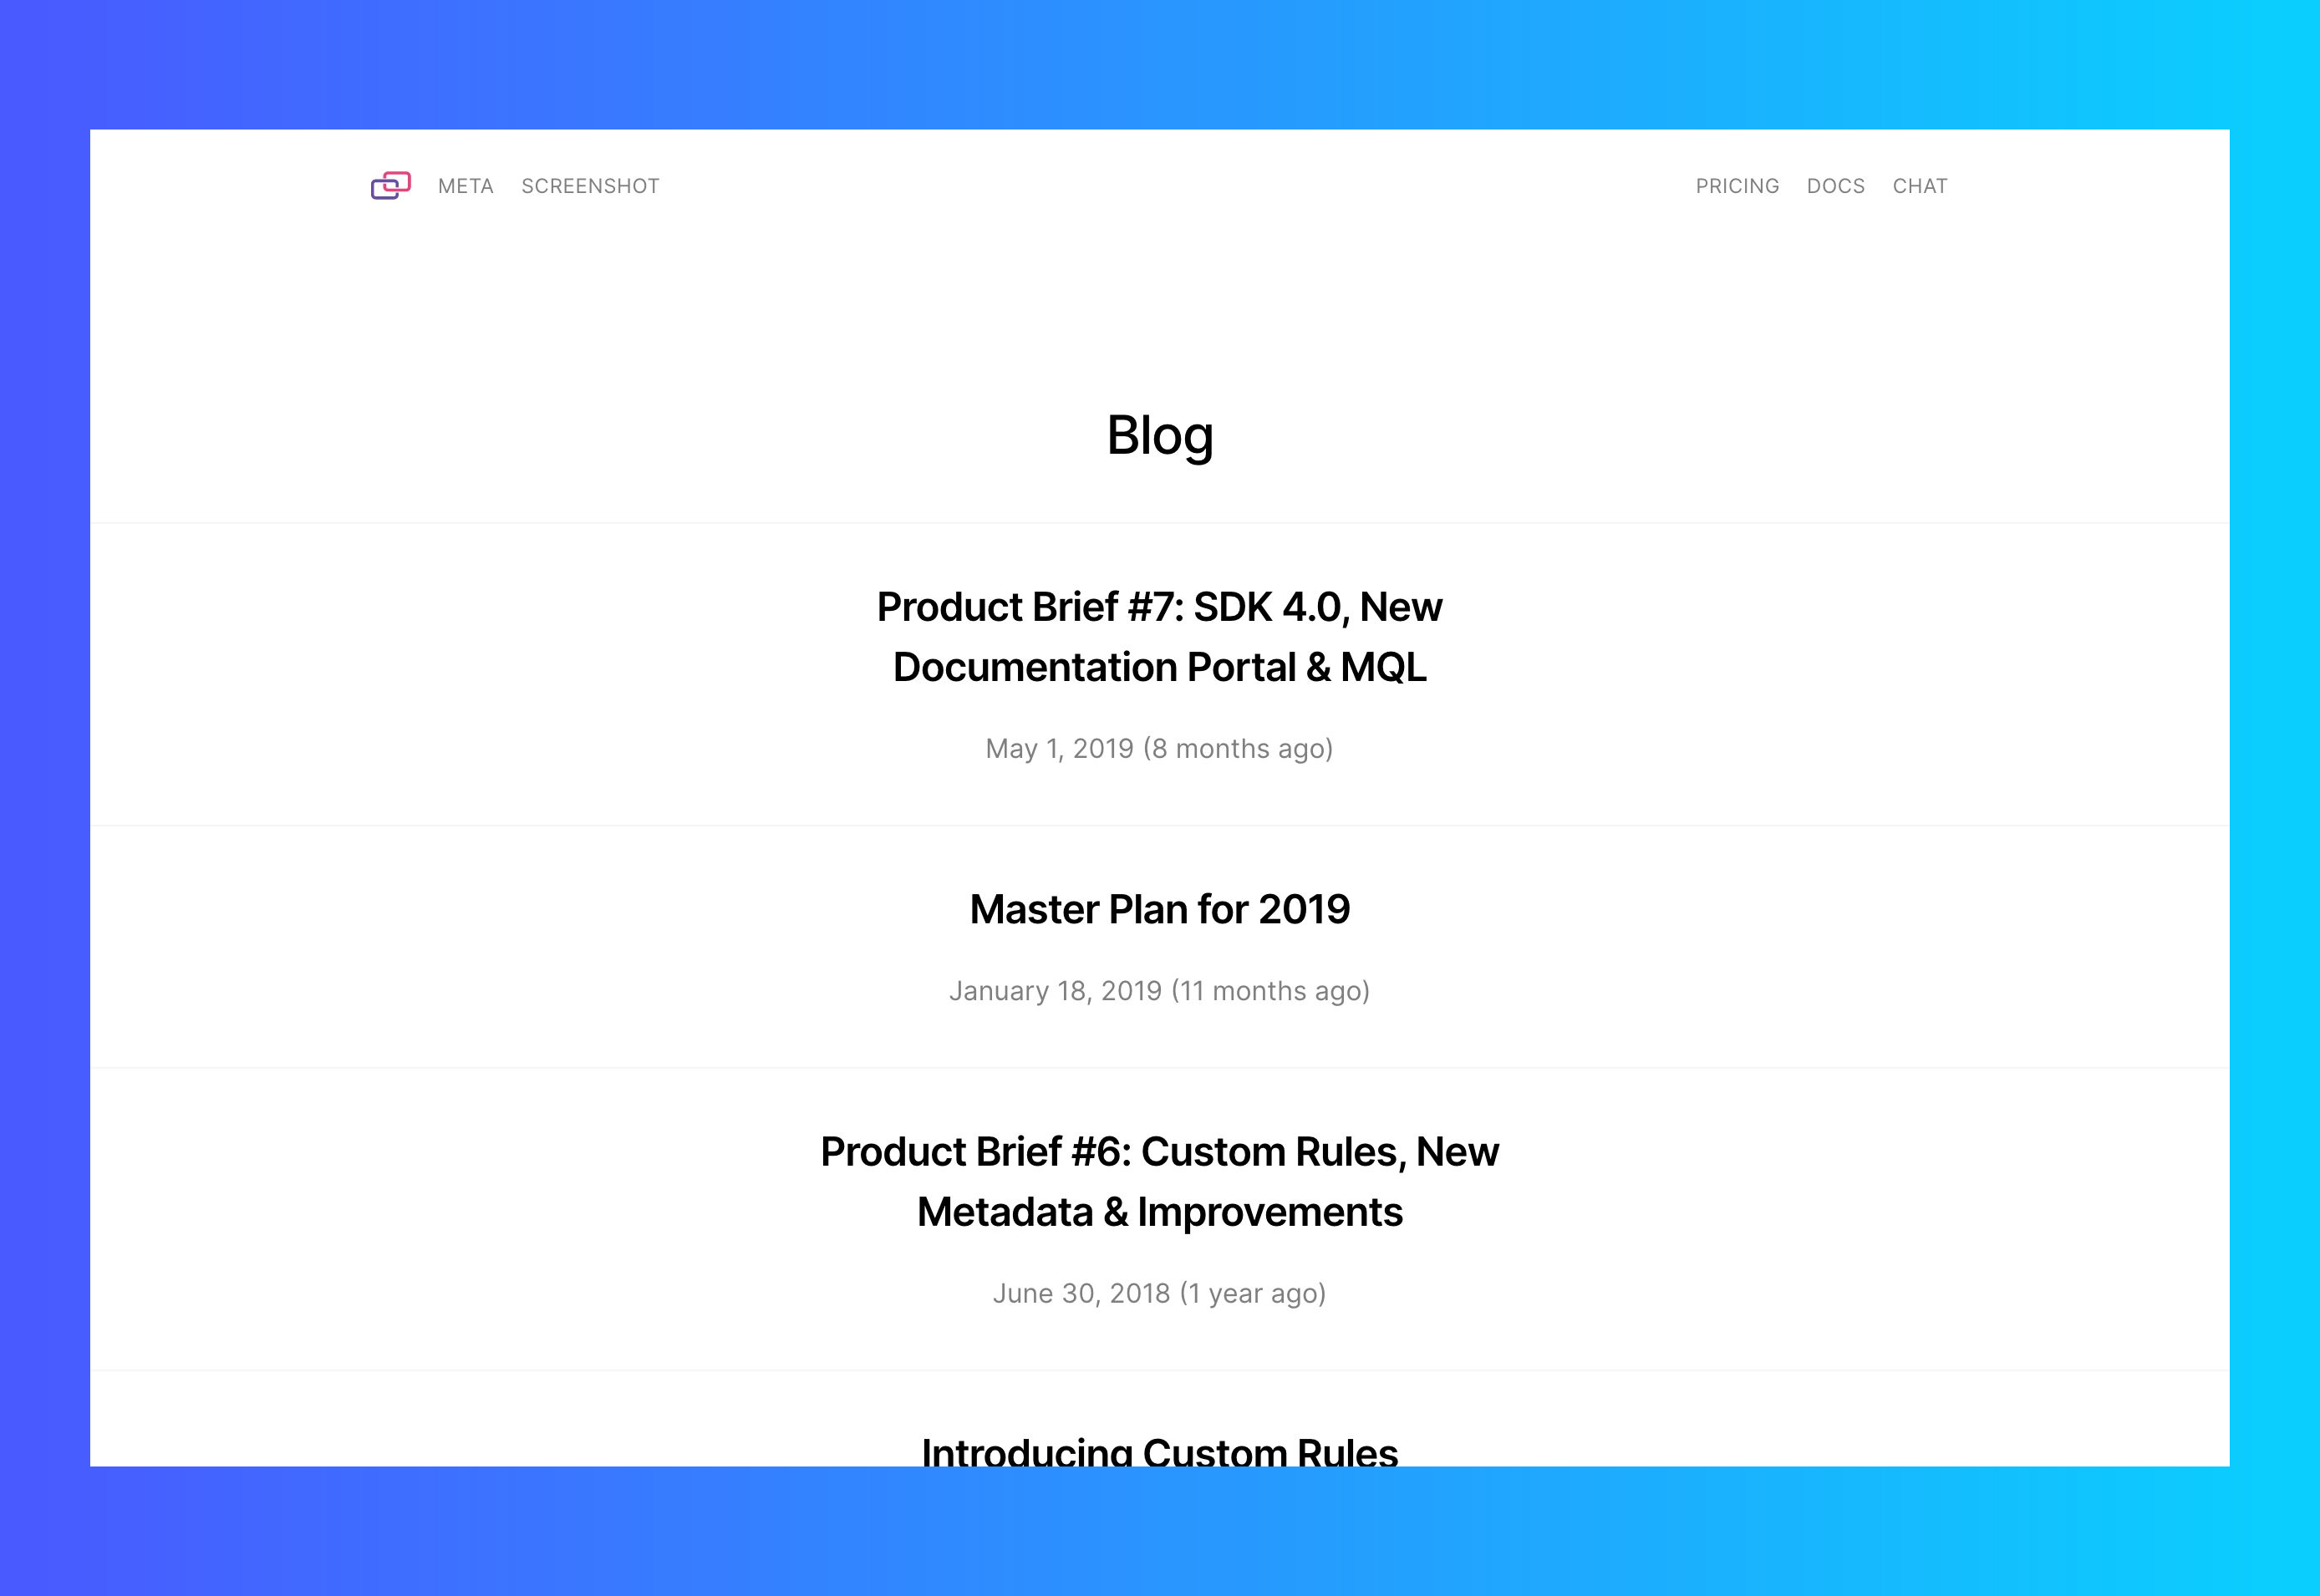 META SCREENSHOT PRICING DOCS CHAT
Blog
Product Brief #7: SDK 4.0, New
Documentation Portal & MQL
May 1, 2019 (8 months ago)
Master Plan for 2019
January 18, 2019 (11 months ago)
Product Brief #6: Custom Rules, New
Metadata & Improvements
June 30, 2018 (1 year ago)
Introducing Custom Rules